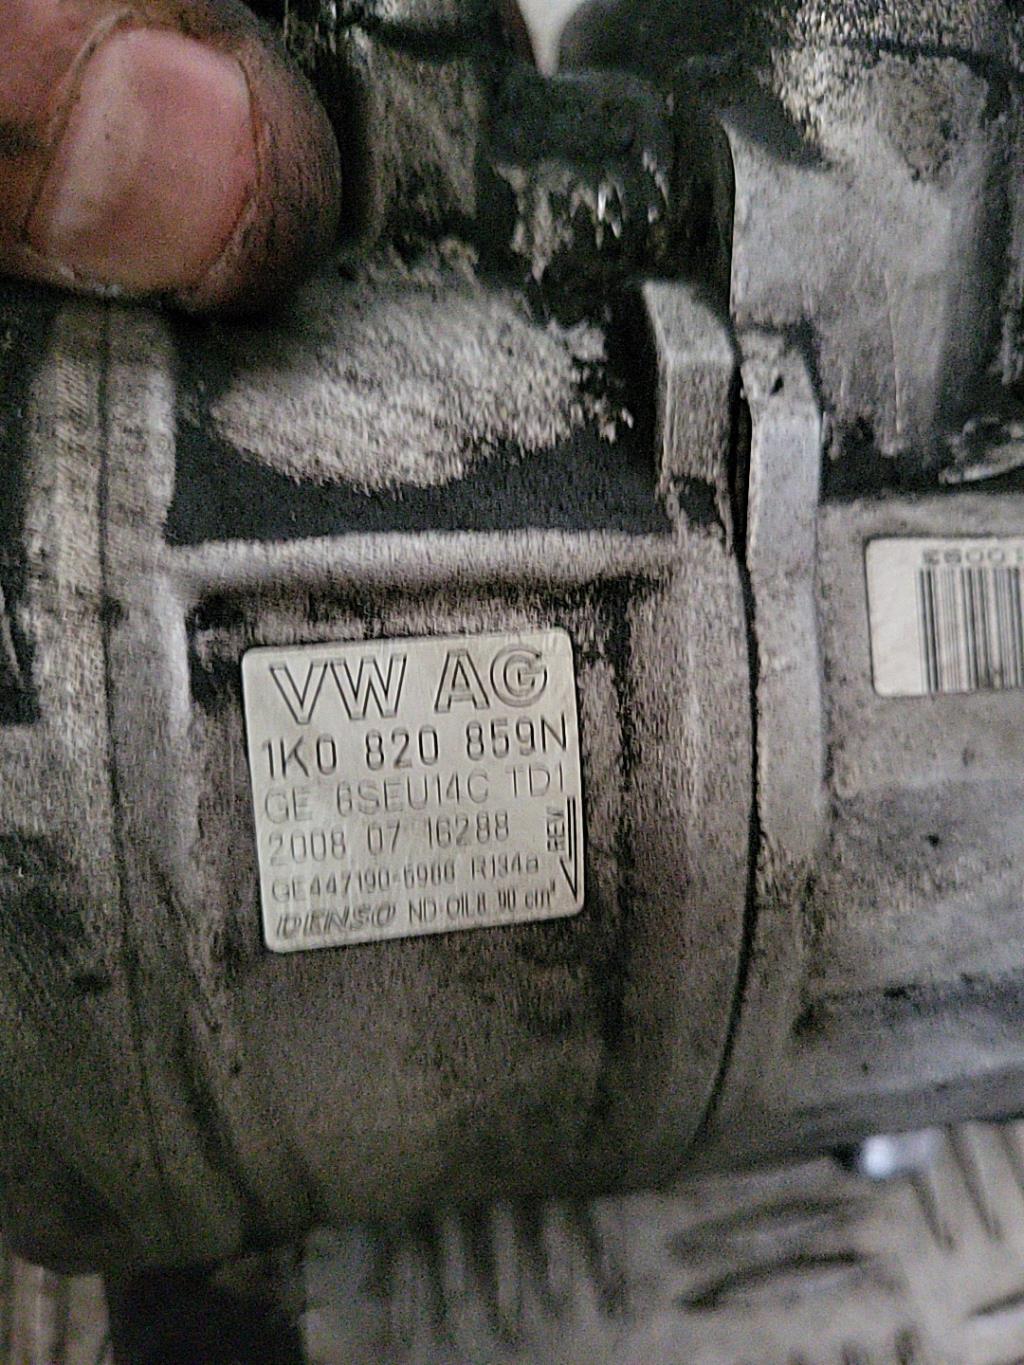 VW AG
1K0 820 859N
GE 6SEU14C TD1
2008 07 16288
REV
GE447190-5986 R134a
DENSO ND-OIL8 90 cm³